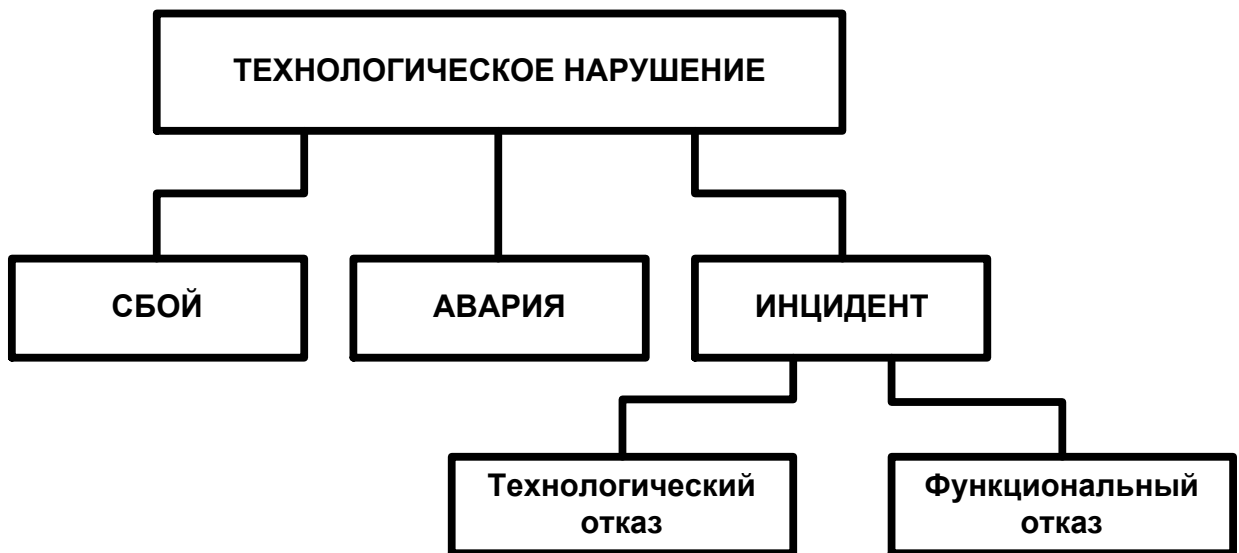 ТЕХНОЛОГИЧЕСКОЕ НАРУШЕНИЕ
СБОЙ
АВАРИЯ
ИНЦИДЕНТ
Технологический
отказ
Функциональный
отказ